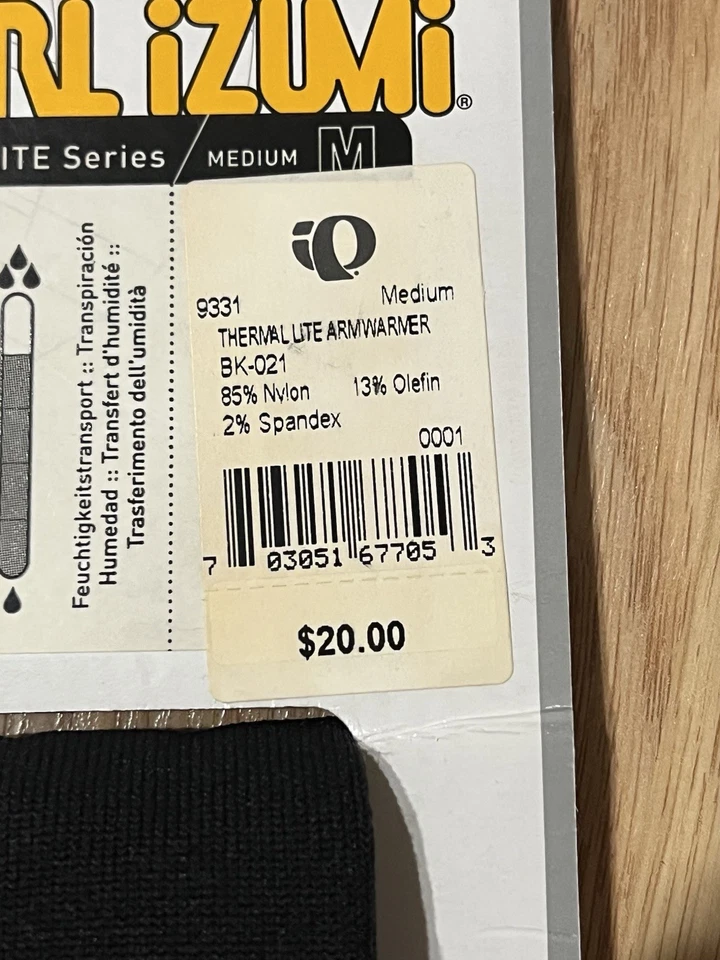 RL iZUMi®
ITE Series / MEDIUM M
Feuchtigkeitstransport :: Transpiración
Humedad :: Transfert d'humidité ::
Trasferimento dell'umidità
9331 Medium
THERMAL LITE ARMWARMER
BK-021
85% Nylon 13% Olefin
2% Spandex
0001
7 03051 67705 3
$20.00